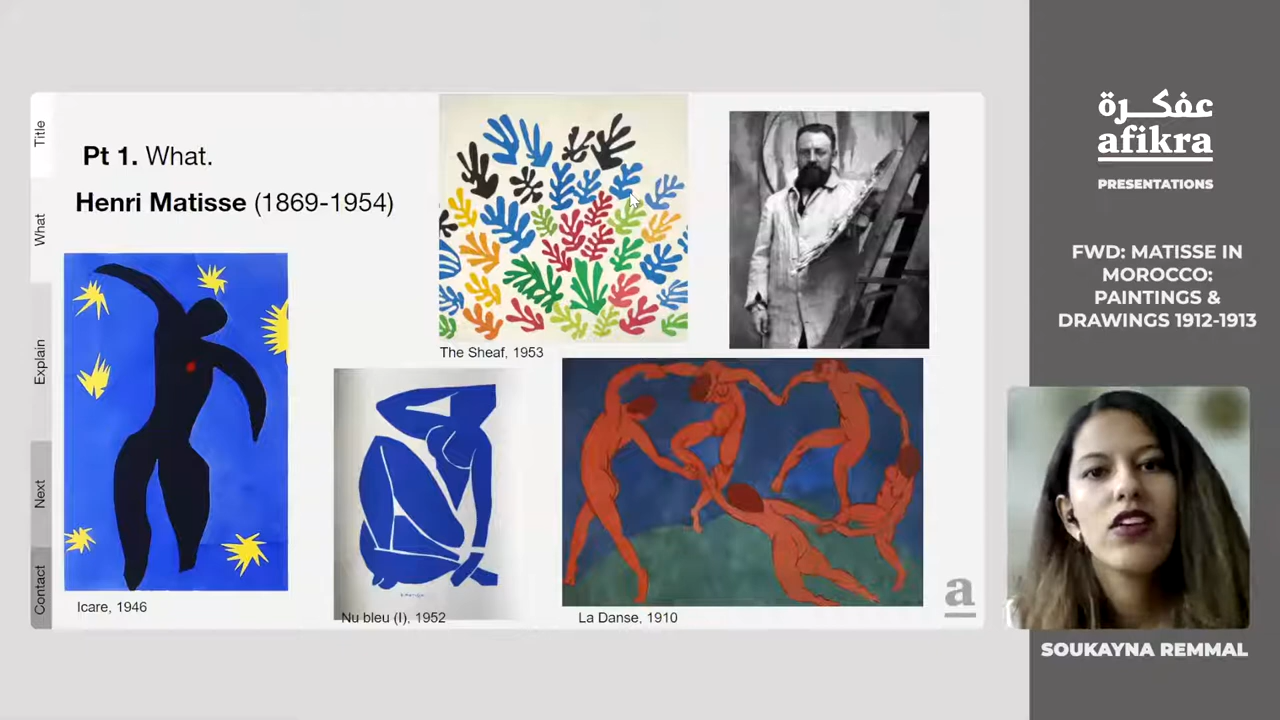 Title
What
Explain
Next
Contact
Pt 1. What.
Henri Matisse (1869-1954)
The Sheaf, 1953
Icare, 1946
Nu bleu (I), 1952
La Danse, 1910
a
عفكرة
afikra
PRESENTATIONS
FWD: MATISSE IN
MOROCCO:
PAINTINGS &
DRAWINGS 1912-1913
SOUKAYNA REMMAL